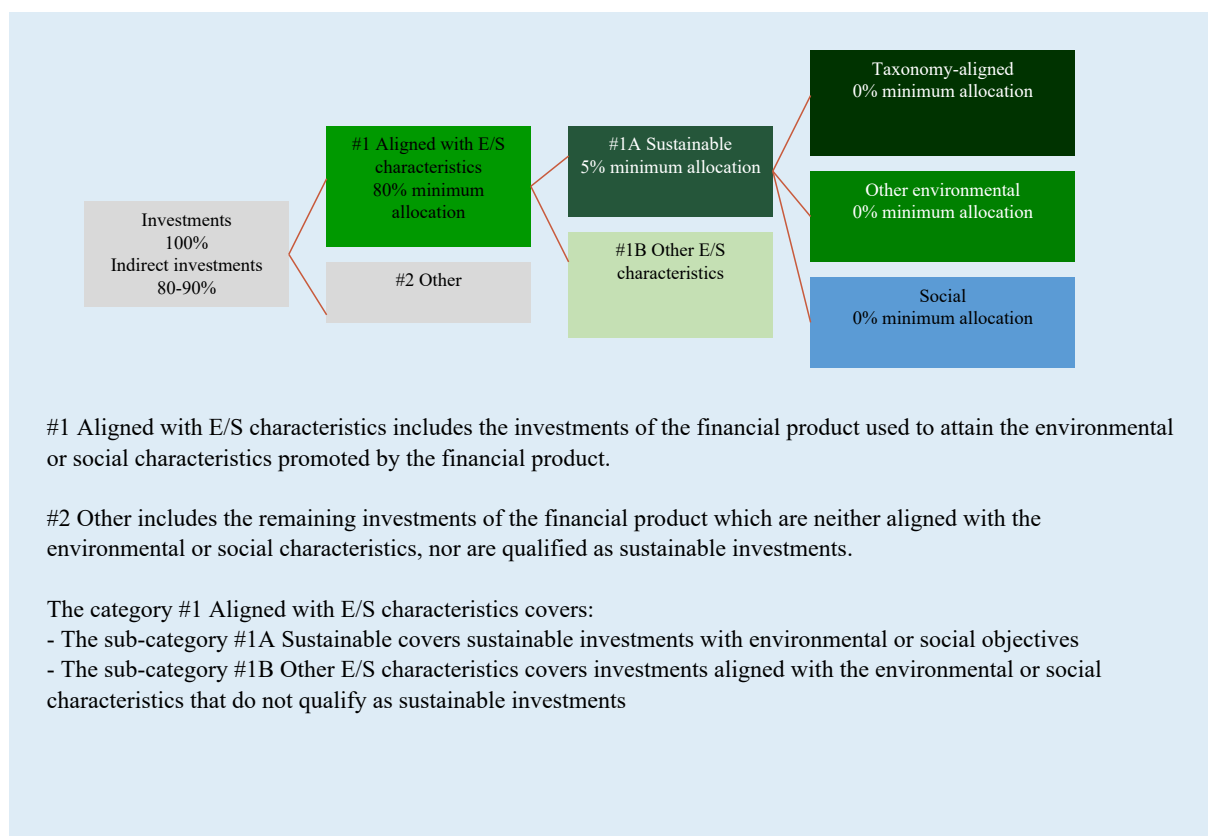 Investments
100%
Indirect investments
80-90%
#1 Aligned with E/S
characteristics
80% minimum
allocation
#2 Other
#1A Sustainable
5% minimum allocation
#1B Other E/S
characteristics
Taxonomy-aligned
0% minimum allocation
Other environmental
0% minimum allocation
Social
0% minimum allocation
#1 Aligned with E/S characteristics includes the investments of the financial product used to attain the environmental
or social characteristics promoted by the financial product.
#2 Other includes the remaining investments of the financial product which are neither aligned with the
environmental or social characteristics, nor are qualified as sustainable investments.
The category #1 Aligned with E/S characteristics covers:
- The sub-category #1A Sustainable covers sustainable investments with environmental or social objectives
- The sub-category #1B Other E/S characteristics covers investments aligned with the environmental or social
characteristics that do not qualify as sustainable investments